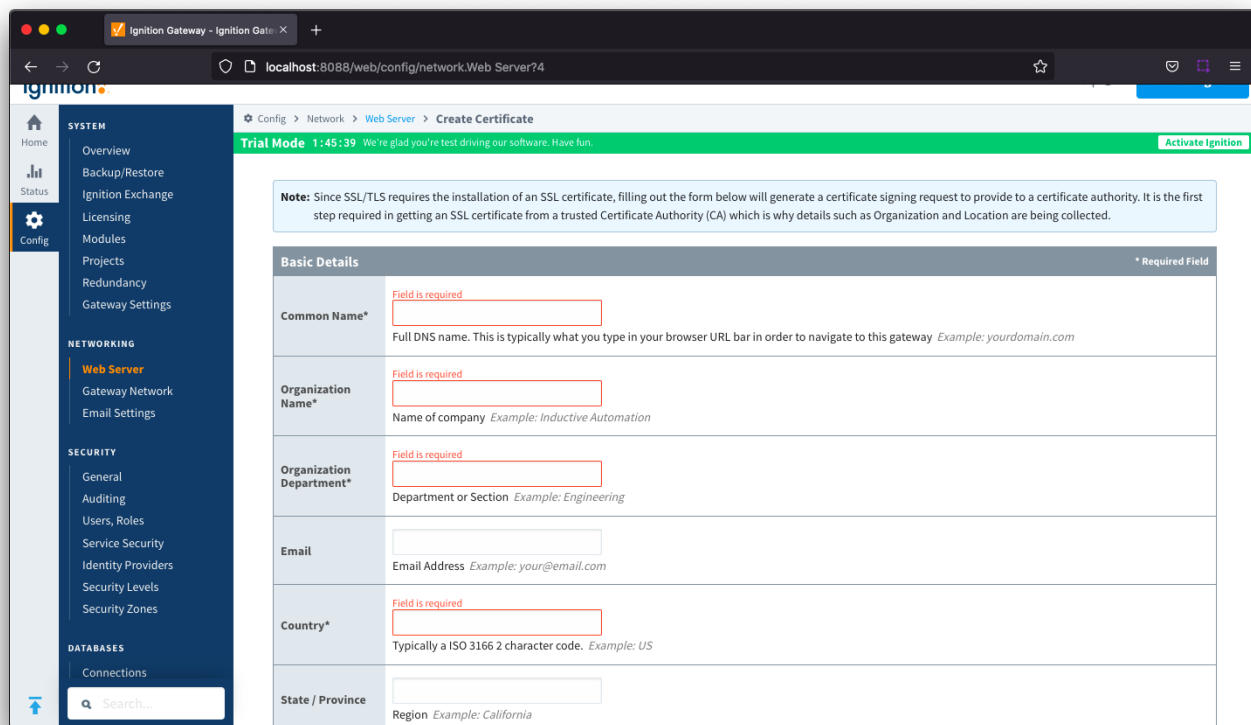 Ignition Gateway - Ignition Gate
localhost:8088/web/config/network.Web Server?4
Ignition
Home
Status
Config
SYSTEM
Overview
Backup/Restore
Ignition Exchange
Licensing
Modules
Projects
Redundancy
Gateway Settings
NETWORKING
Web Server
Gateway Network
Email Settings
SECURITY
General
Auditing
Users, Roles
Service Security
Identity Providers
Security Levels
Security Zones
DATABASES
Connections
Search...
Config > Network > Web Server > Create Certificate
Trial Mode 1:45:39 We're glad you're test driving our software. Have fun.
Activate Ignition
Note: Since SSL/TLS requires the installation of an SSL certificate, filling out the form below will generate a certificate signing request to provide to a certificate authority. It is the first
step required in getting an SSL certificate from a trusted Certificate Authority (CA) which is why details such as Organization and Location are being collected.
Basic Details
* Required Field
Common Name*
Field is required
Full DNS name. This is typically what you type in your browser URL bar in order to navigate to this gateway Example: yourdomain.com
Organization
Name*
Field is required
Name of company Example: Inductive Automation
Organization
Department*
Field is required
Department or Section Example: Engineering
Email
Email Address Example: your@email.com
Country*
Field is required
Typically a ISO 3166 2 character code. Example: US
State / Province
Region Example: California